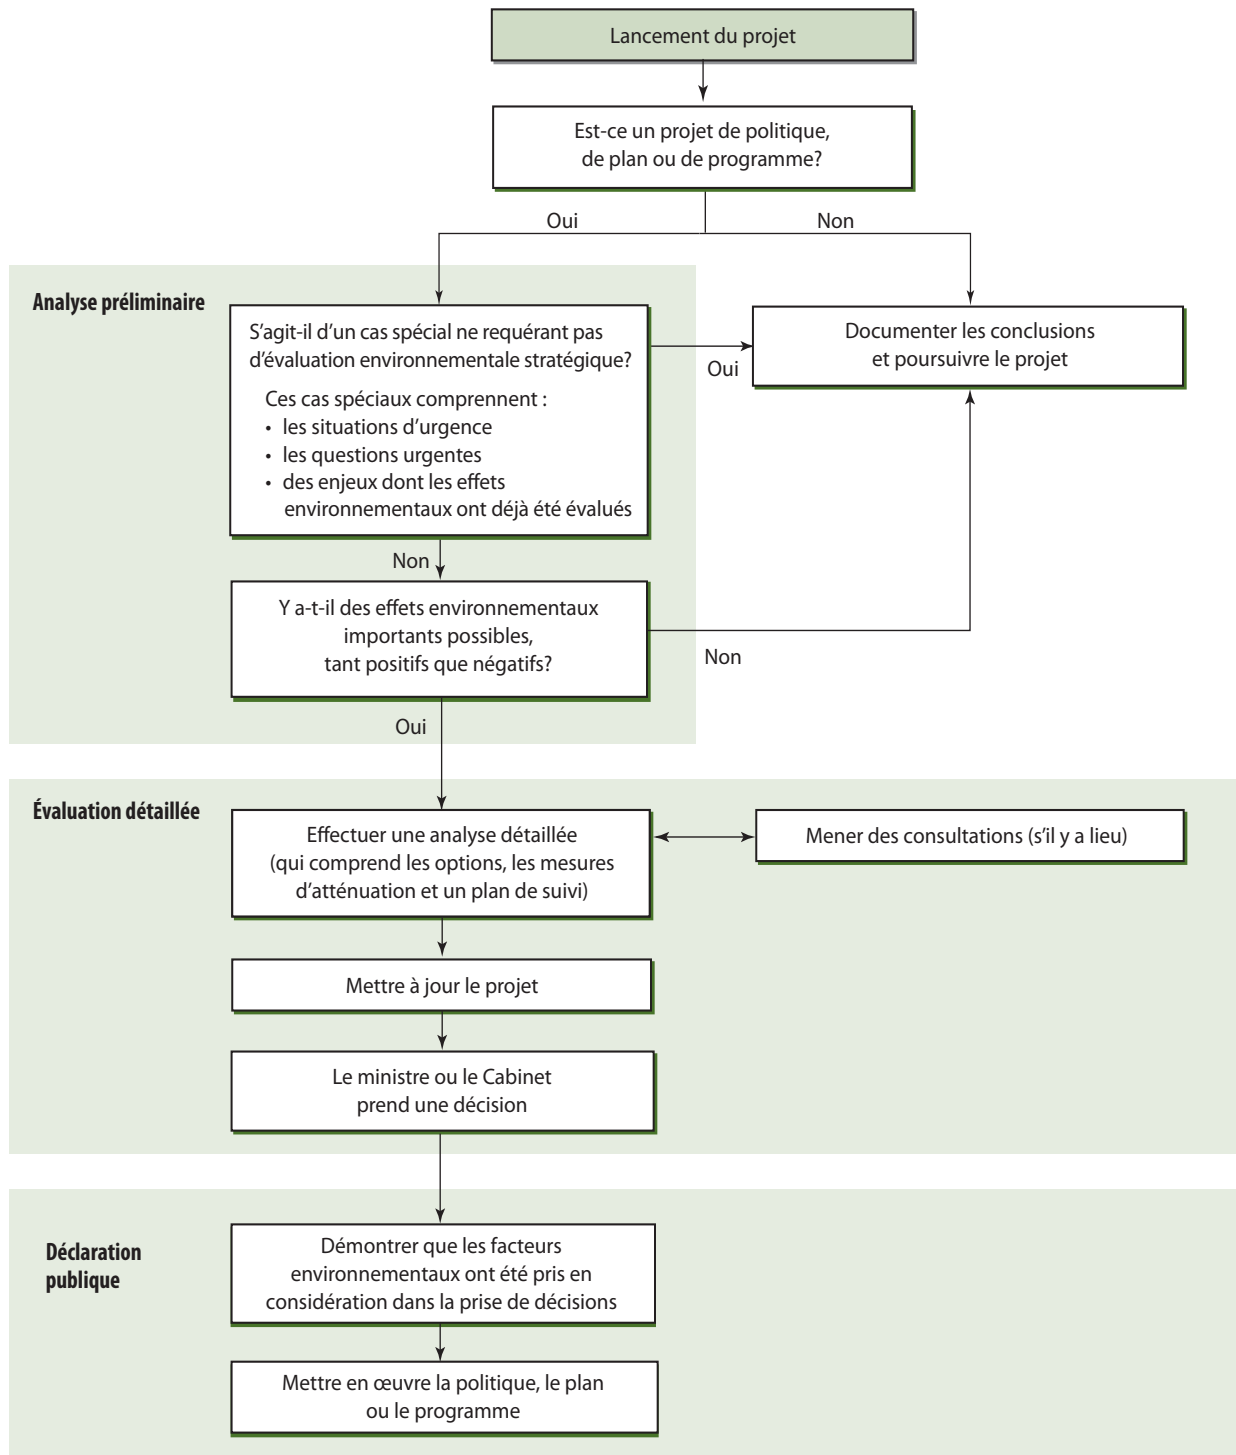 Lancement du projet
Est-ce un projet de politique,
de plan ou de programme?
Oui
Non
Analyse préliminaire
S'agit-il d'un cas spécial ne requérant pas
d'évaluation environnementale stratégique?
Ces cas spéciaux comprennent :
• les situations d'urgence
• les questions urgentes
• des enjeux dont les effets
environnementaux ont déjà été évalués
Oui
Documenter les conclusions
et poursuivre le projet
Non
Y a-t-il des effets environnementaux
importants possibles,
tant positifs que négatifs?
Non
Oui
Évaluation détaillée
Effectuer une analyse détaillée
(qui comprend les options, les mesures
d'atténuation et un plan de suivi)
Mener des consultations (s'il y a lieu)
Mettre à jour le projet
Le ministre ou le Cabinet
prend une décision
Déclaration
publique
Démontrer que les facteurs
environnementaux ont été pris en
considération dans la prise de décisions
Mettre en œuvre la politique, le plan
ou le programme